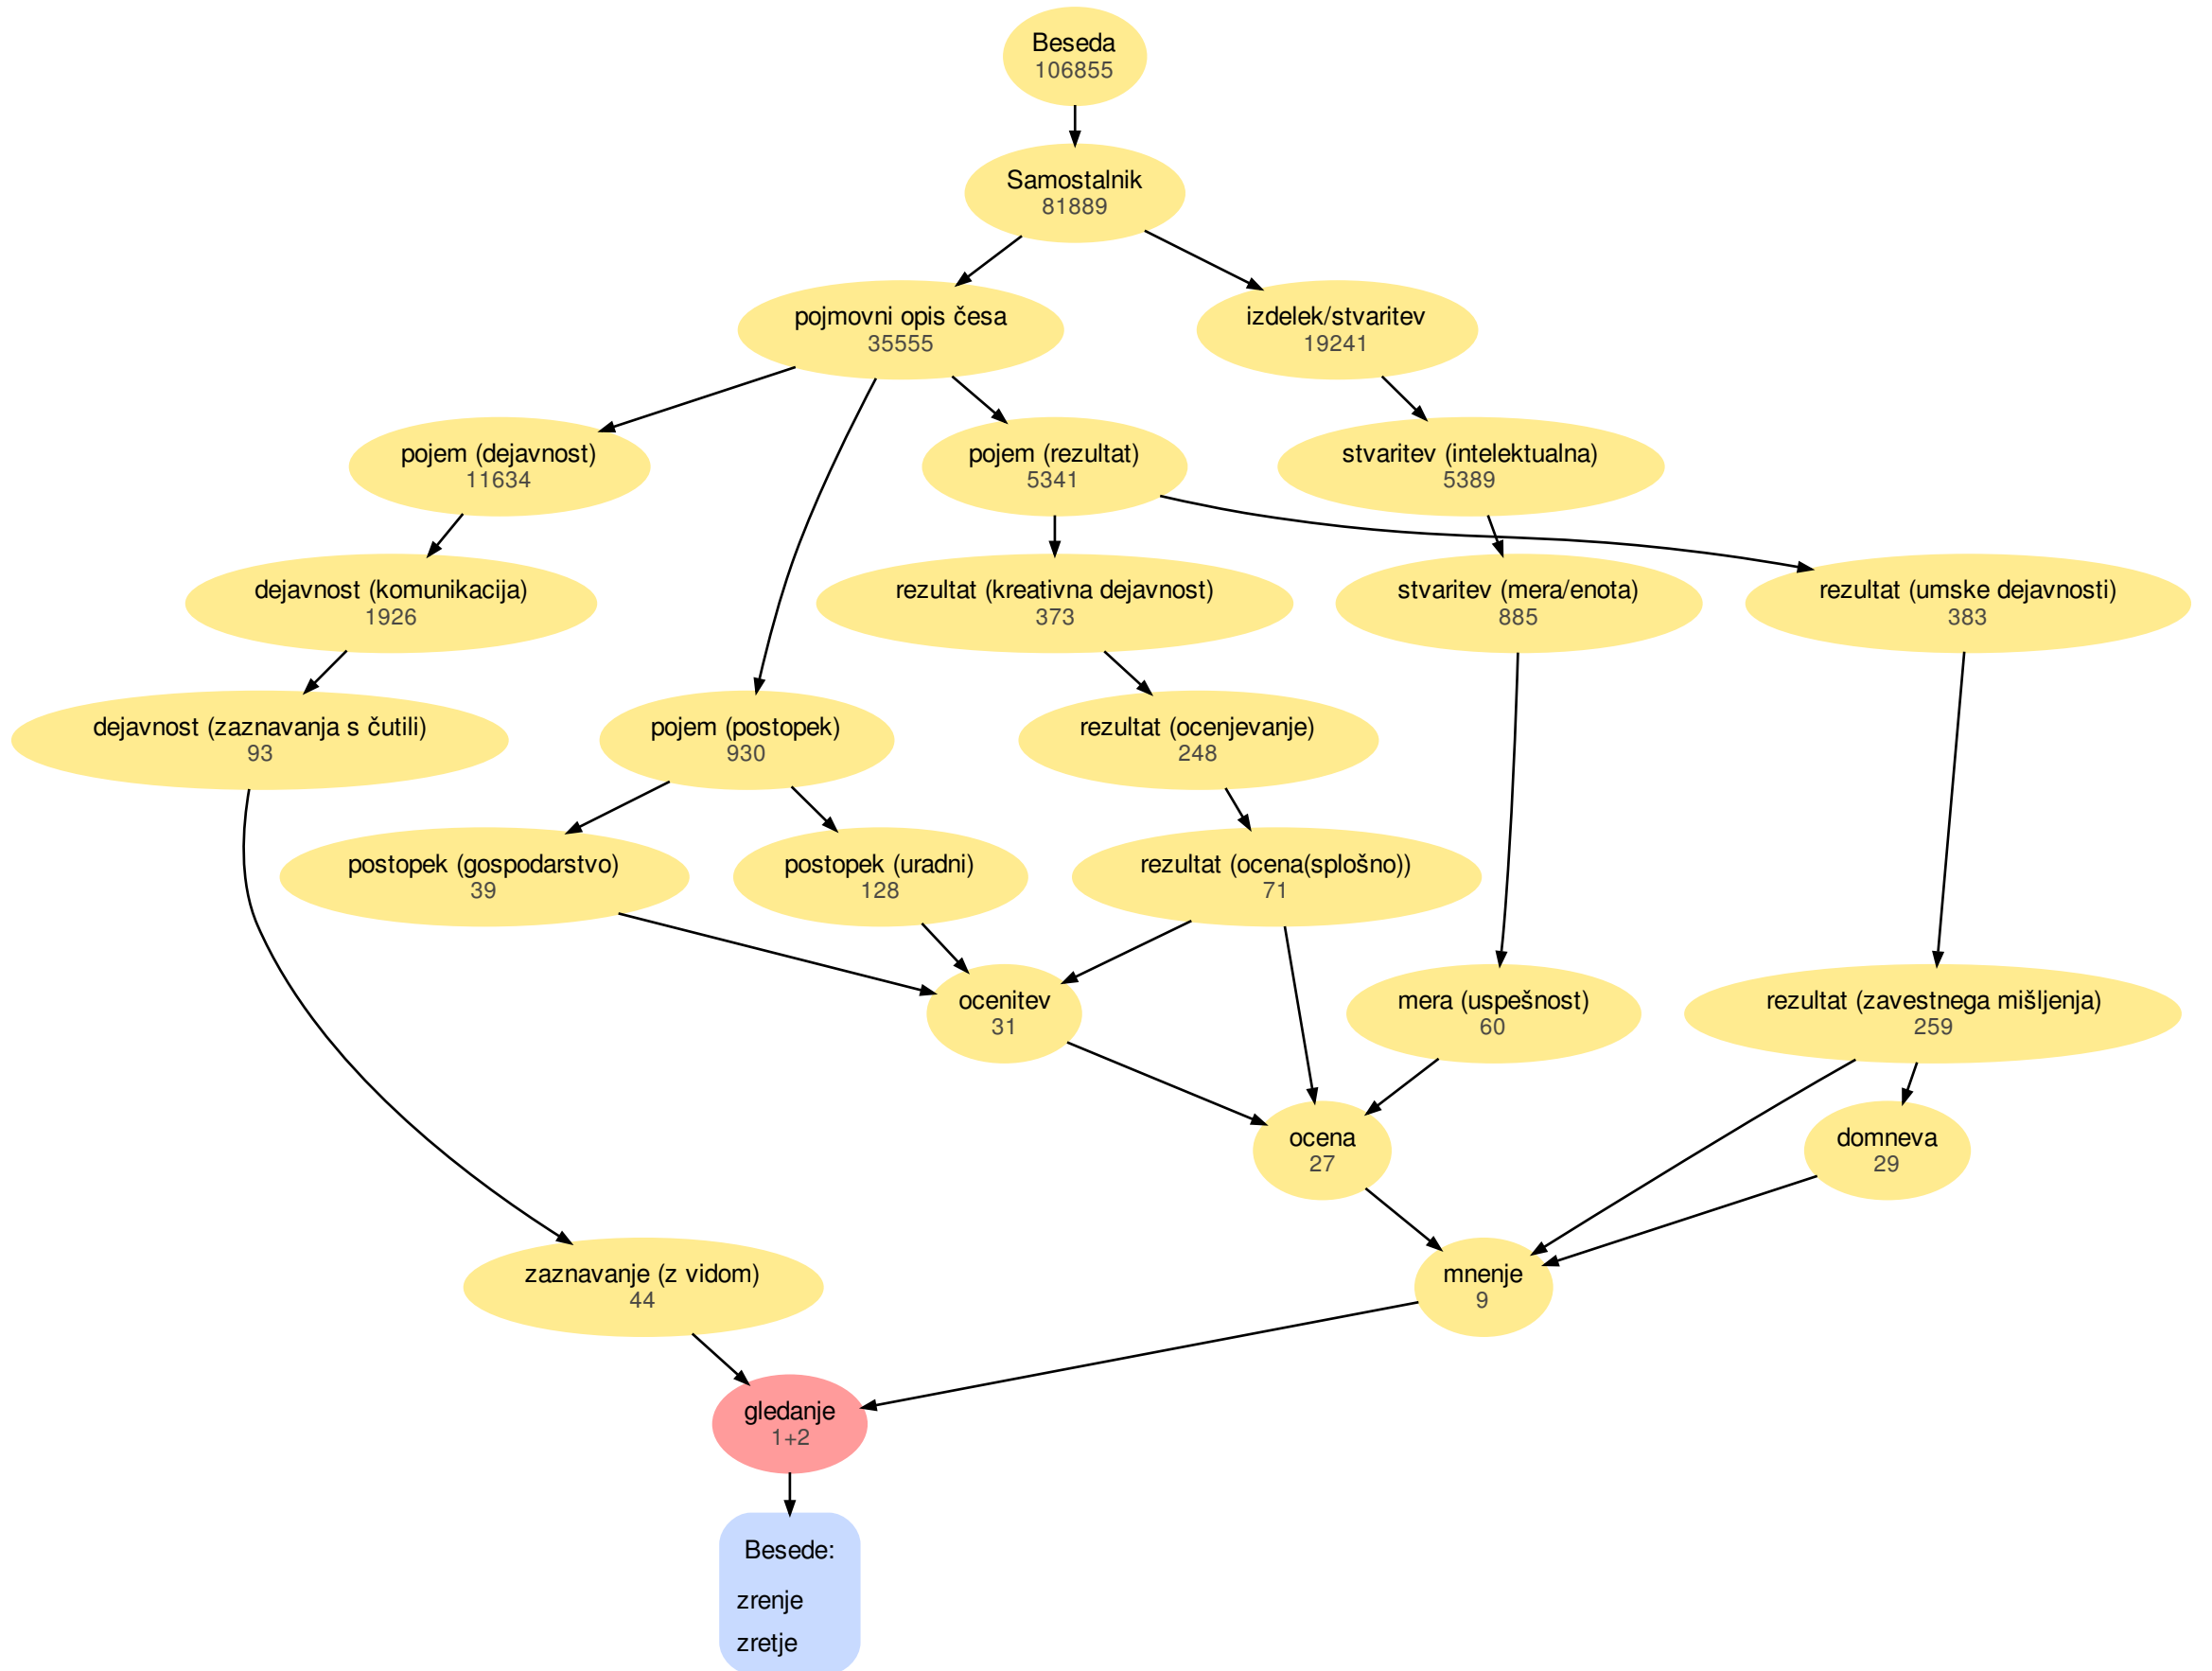 Beseda
106855
Samostalnik
81889
pojmovni opis česa
35555
izdelek/stvaritev
19241
pojem (dejavnost)
11634
pojem (rezultat)
5341
stvaritev (intelektualna)
5389
dejavnost (komunikacija)
1926
rezultat (kreativna dejavnost)
373
stvaritev (mera/enota)
885
rezultat (umske dejavnosti)
383
dejavnost (zaznavanja s čutili)
93
pojem (postopek)
930
rezultat (ocenjevanje)
248
postopek (gospodarstvo)
39
postopek (uradni)
128
rezultat (ocena(splošno))
71
ocenitev
31
mera (uspešnost)
60
rezultat (zavestnega mišljenja)
259
ocena
27
domneva
29
zaznavanje (z vidom)
44
mnenje
9
gledanje
1+2
Besede:
zrenje
zretje